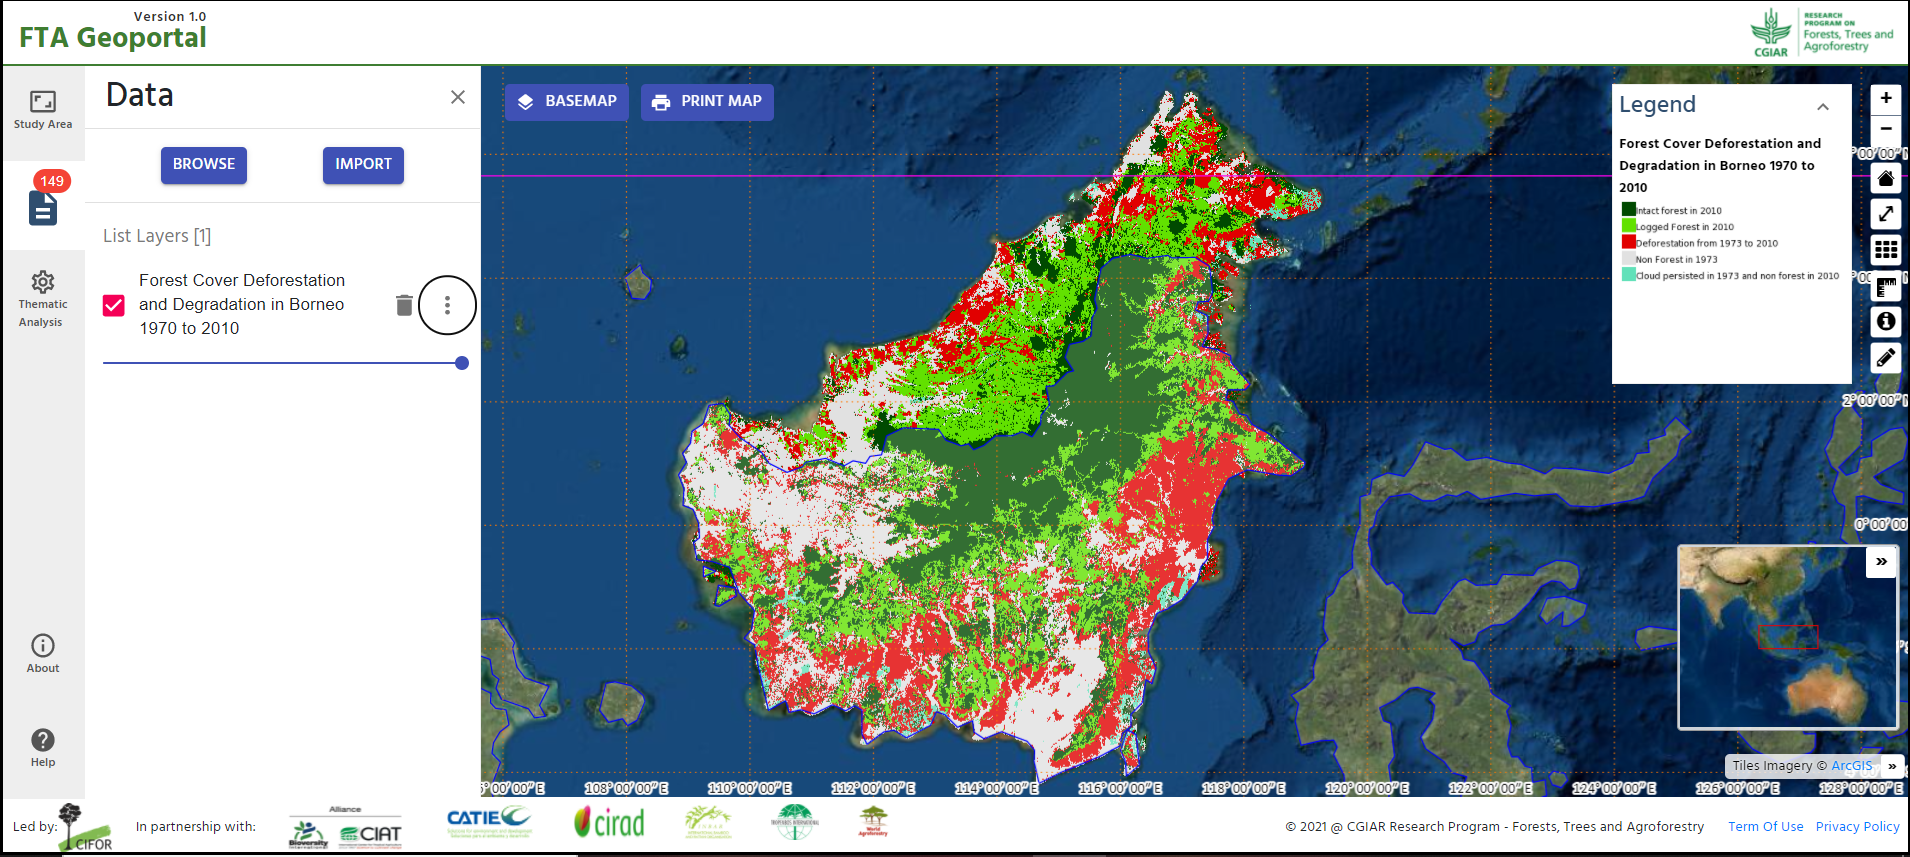 Version 1.0
FTA Geoportal
CGIAR
RESEARCH
PROGRAM ON
Forests, Trees and
Agroforestry
Study Area
149
Thematic
Analysis
About
Help
Data
BROWSE
IMPORT
List Layers [1]
Forest Cover Deforestation
and Degradation in Borneo
1970 to 2010
BASEMAP
PRINT MAP
Legend
Forest Cover Deforestation and
Degradation in Borneo 1970 to
2010
Intact forest in 2010
Logged Forest in 2010
Deforestation from 1973 to 2010
Non Forest in 1973
Cloud persisted in 1973 and non forest in 2010
+
−
2°00'00" N
0°00'00
»
Tiles Imagery © ArcGIS »
00'00" E
108°00'00" E
110°00'00" E
112°00'00" E
114°00'00" E
116°00'00" E
118°00'00" E
120°00'00" E
122°00'00" E
124°00'00" E
126°00'00" E
128°00'00" E
Led by:
CIFOR
In partnership with:
Alliance
Bioversity
CIAT
CATIE
cirad
TROPENBOS INTERNATIONAL
World
Agroforestry
© 2021 @ CGIAR Research Program - Forests, Trees and Agroforestry
Term Of Use
Privacy Policy